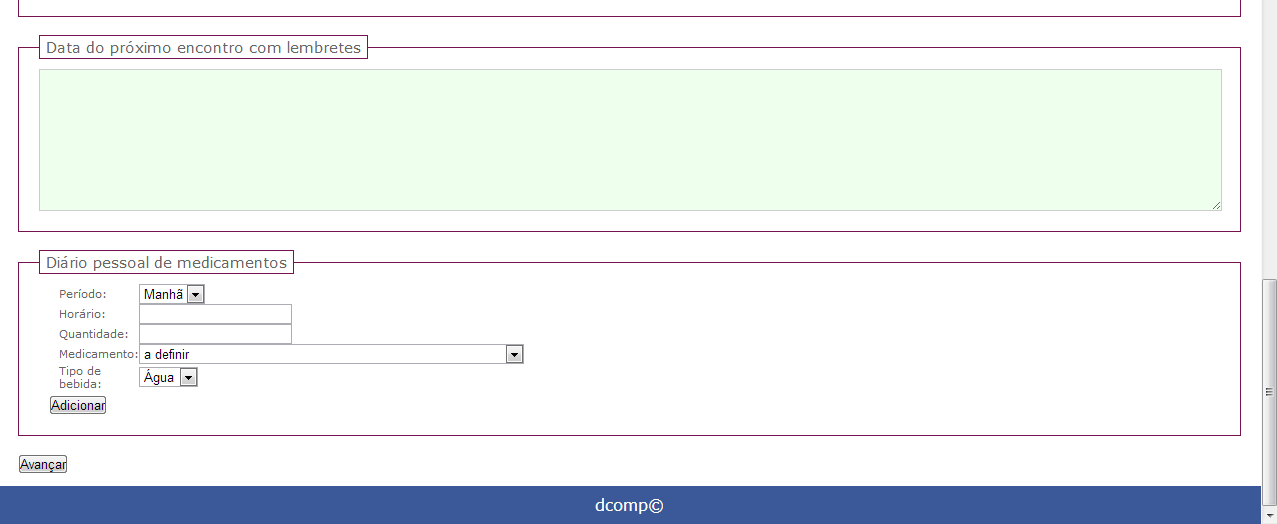 Data do próximo encontro com lembretes
Diário pessoal de medicamentos
Período: Manhã
Horário:
Quantidade:
Medicamento: a definir
Tipo de
bebida: Água
Adicionar
Avançar
dcomp©